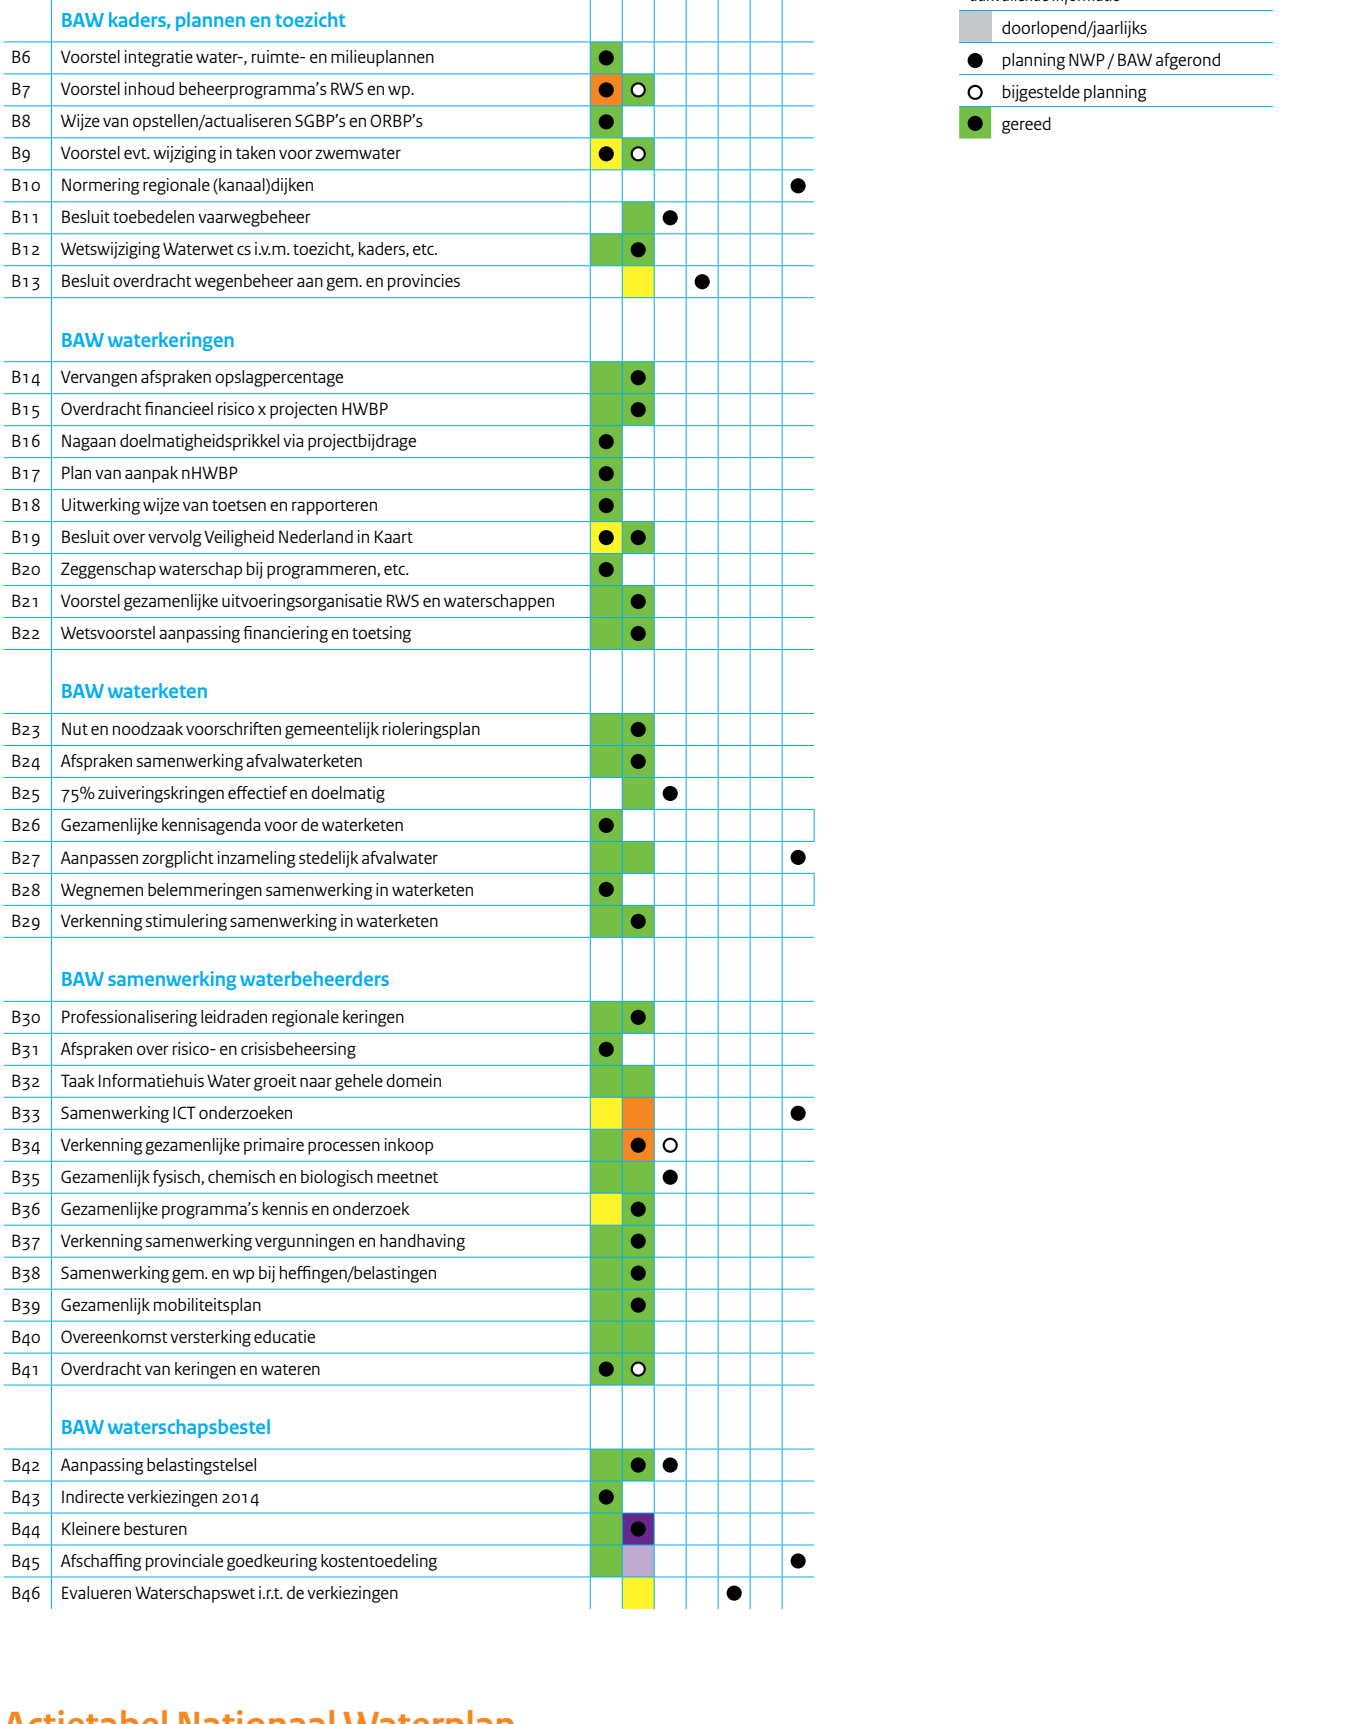 aanvullende informatie
doorlopend/jaarlijks
planning NWP / BAW afgerond
bijgestelde planning
gereed
BAW kaders, plannen en toezicht
B6 Voorstel integratie water-, ruimte- en milieuplannen
B7 Voorstel inhoud beheerprogramma's RWS en wp.
B8 Wijze van opstellen/actualiseren SGBP's en ORBP's
B9 Voorstel evt. wijziging in taken voor zwemwater
B10 Normering regionale (kanaal)dijken
B11 Besluit toebedelen vaarwegbeheer
B12 Wetswijziging Waterwet cs i.v.m. toezicht, kaders, etc.
B13 Besluit overdracht wegenbeheer aan gem. en provincies
BAW waterkeringen
B14 Vervangen afspraken opslagpercentage
B15 Overdracht financieel risico x projecten HWBP
B16 Nagaan doelmatigheidsprikkel via projectbijdrage
B17 Plan van aanpak nHWBP
B18 Uitwerking wijze van toetsen en rapporteren
B19 Besluit over vervolg Veiligheid Nederland in Kaart
B20 Zeggenschap waterschap bij programmeren, etc.
B21 Voorstel gezamenlijke uitvoeringsorganisatie RWS en waterschappen
B22 Wetsvoorstel aanpassing financiering en toetsing
BAW waterketen
B23 Nut en noodzaak voorschriften gemeentelijk rioleringsplan
B24 Afspraken samenwerking afvalwaterketen
B25 75% zuiveringskringen effectief en doelmatig
B26 Gezamenlijke kennisagenda voor de waterketen
B27 Aanpassen zorgplicht inzameling stedelijk afvalwater
B28 Wegnemen belemmeringen samenwerking in waterketen
B29 Verkenning stimulering samenwerking in waterketen
BAW samenwerking waterbeheerders
B30 Professionalisering leidraden regionale keringen
B31 Afspraken over risico- en crisisbeheersing
B32 Taak Informatiehuis Water groeit naar gehele domein
B33 Samenwerking ICT onderzoeken
B34 Verkenning gezamenlijke primaire processen inkoop
B35 Gezamenlijk fysisch, chemisch en biologisch meetnet
B36 Gezamenlijke programma's kennis en onderzoek
B37 Verkenning samenwerking vergunningen en handhaving
B38 Samenwerking gem. en wp bij heffingen/belastingen
B39 Gezamenlijk mobiliteitsplan
B40 Overeenkomst versterking educatie
B41 Overdracht van keringen en wateren
BAW waterschapsbestel
B42 Aanpassing belastingstelsel
B43 Indirecte verkiezingen 2014
B44 Kleinere besturen
B45 Afschaffing provinciale goedkeuring kostentoedeling
B46 Evalueren Waterschapswet i.r.t. de verkiezingen
Actietabel Nationaal Waterplan